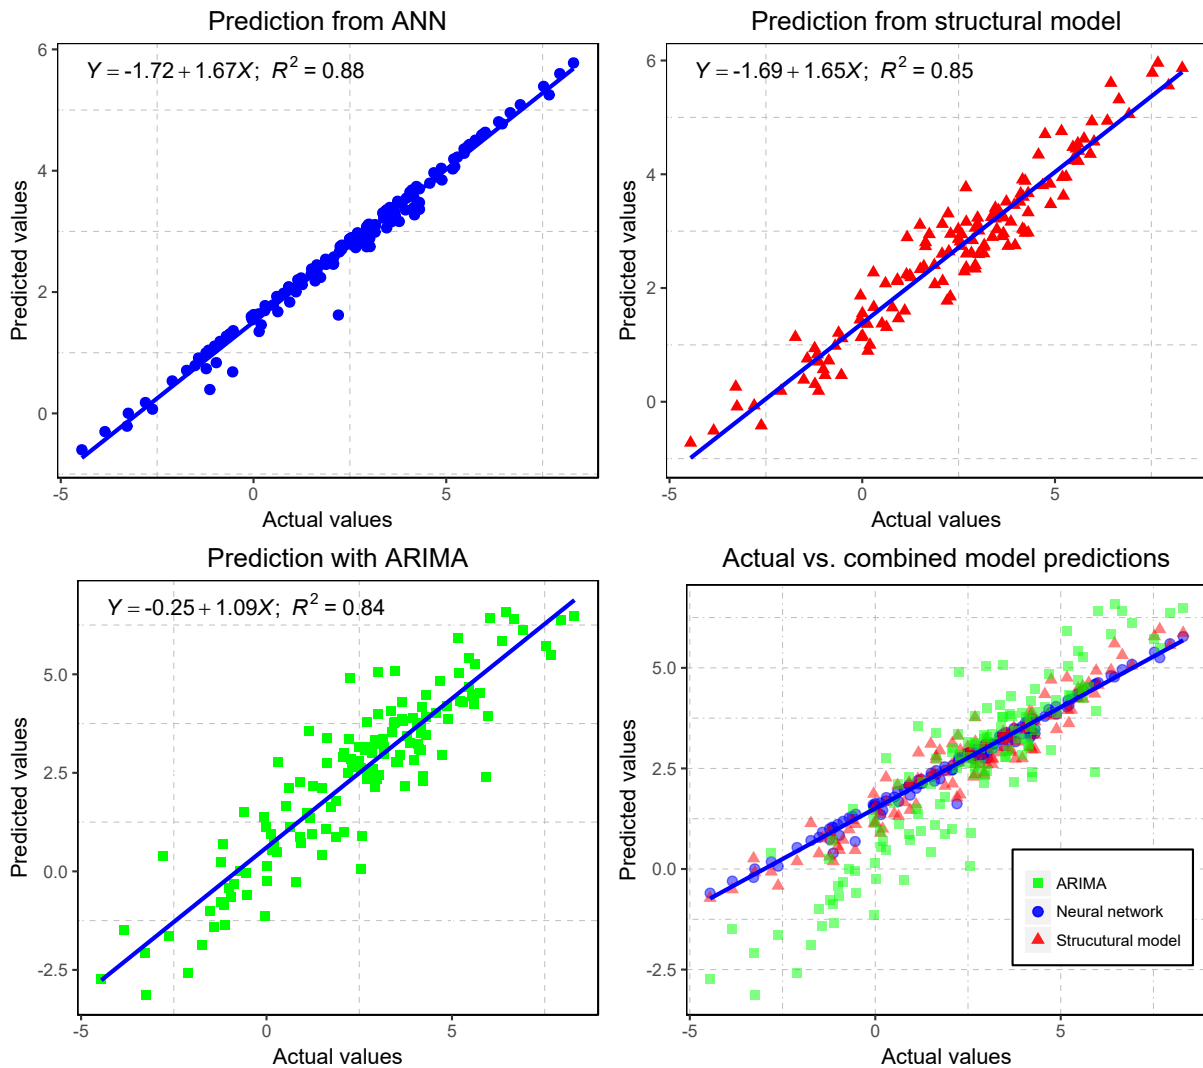 Prediction from ANN
Y = -1.72 + 1.67X; R² = 0.88
Predicted values
6
4
2
0
-5
0
5
Actual values
Prediction from structural model
Y = -1.69 + 1.65X; R² = 0.85
Predicted values
6
4
2
0
-5
0
5
Actual values
Prediction with ARIMA
Y = -0.25 + 1.09X; R² = 0.84
Predicted values
5.0
2.5
0.0
-2.5
-5
0
5
Actual values
Actual vs. combined model predictions
Predicted values
5.0
2.5
0.0
-2.5
ARIMA
Neural network
Strucutural model
-5
0
5
Actual values